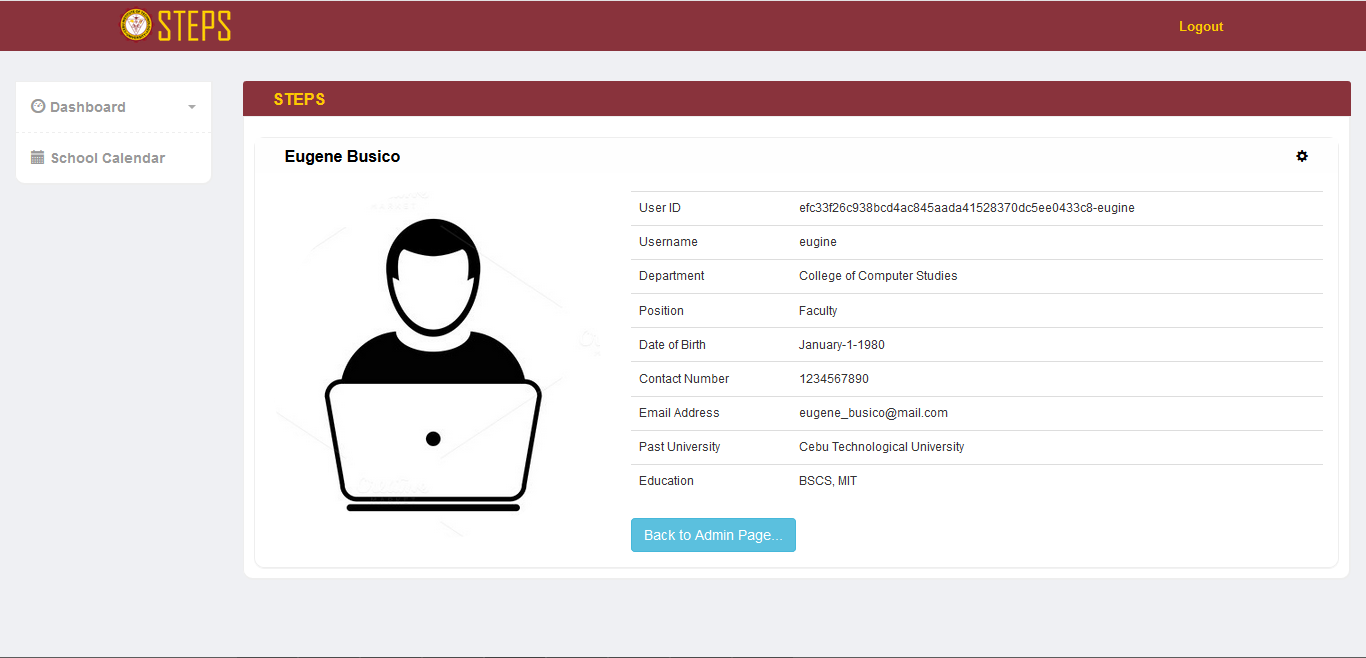 STEPS
Logout
Dashboard
School Calendar
STEPS
Eugene Busico
User ID efc33f26c938bcd4ac845aada41528370dc5ee0433c8-eugine
Username eugine
Department College of Computer Studies
Position Faculty
Date of Birth January-1-1980
Contact Number 1234567890
Email Address eugene_busico@mail.com
Past University Cebu Technological University
Education BSCS, MIT
Back to Admin Page...